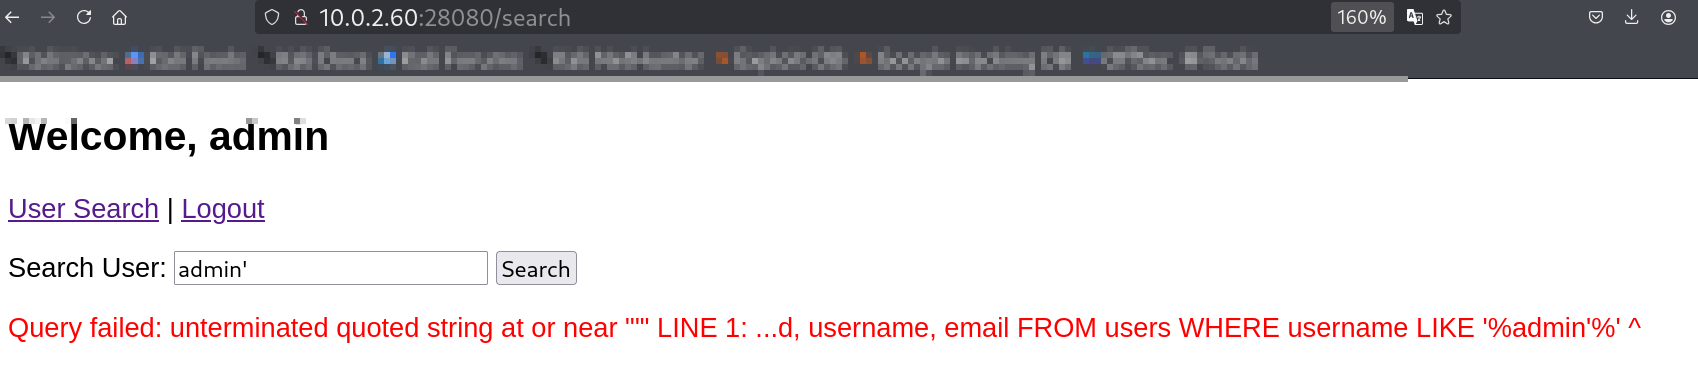 10.0.2.60:28080/search 160%
Welcome, admin
User Search | Logout
Search User: admin' Search
Query failed: unterminated quoted string at or near "'" LINE 1: ...d, username, email FROM users WHERE username LIKE '%admin'%' ^